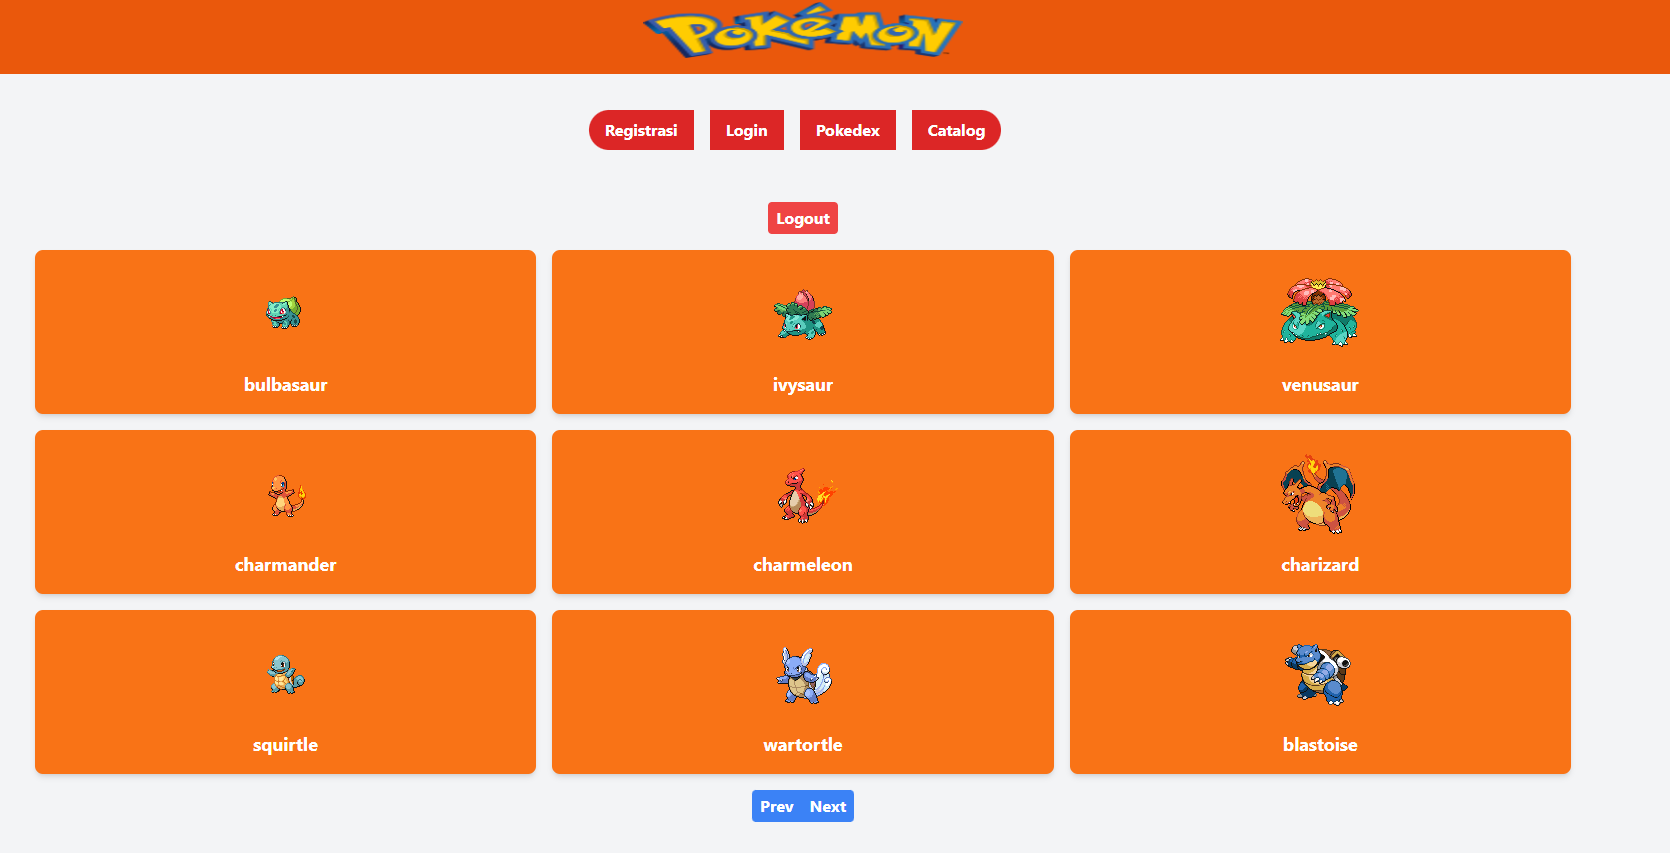 Pokémon
Registrasi Login Pokedex Catalog
Logout
bulbasaur ivysaur venusaur
charmander charmeleon charizard
squirtle wartortle blastoise
Prev Next